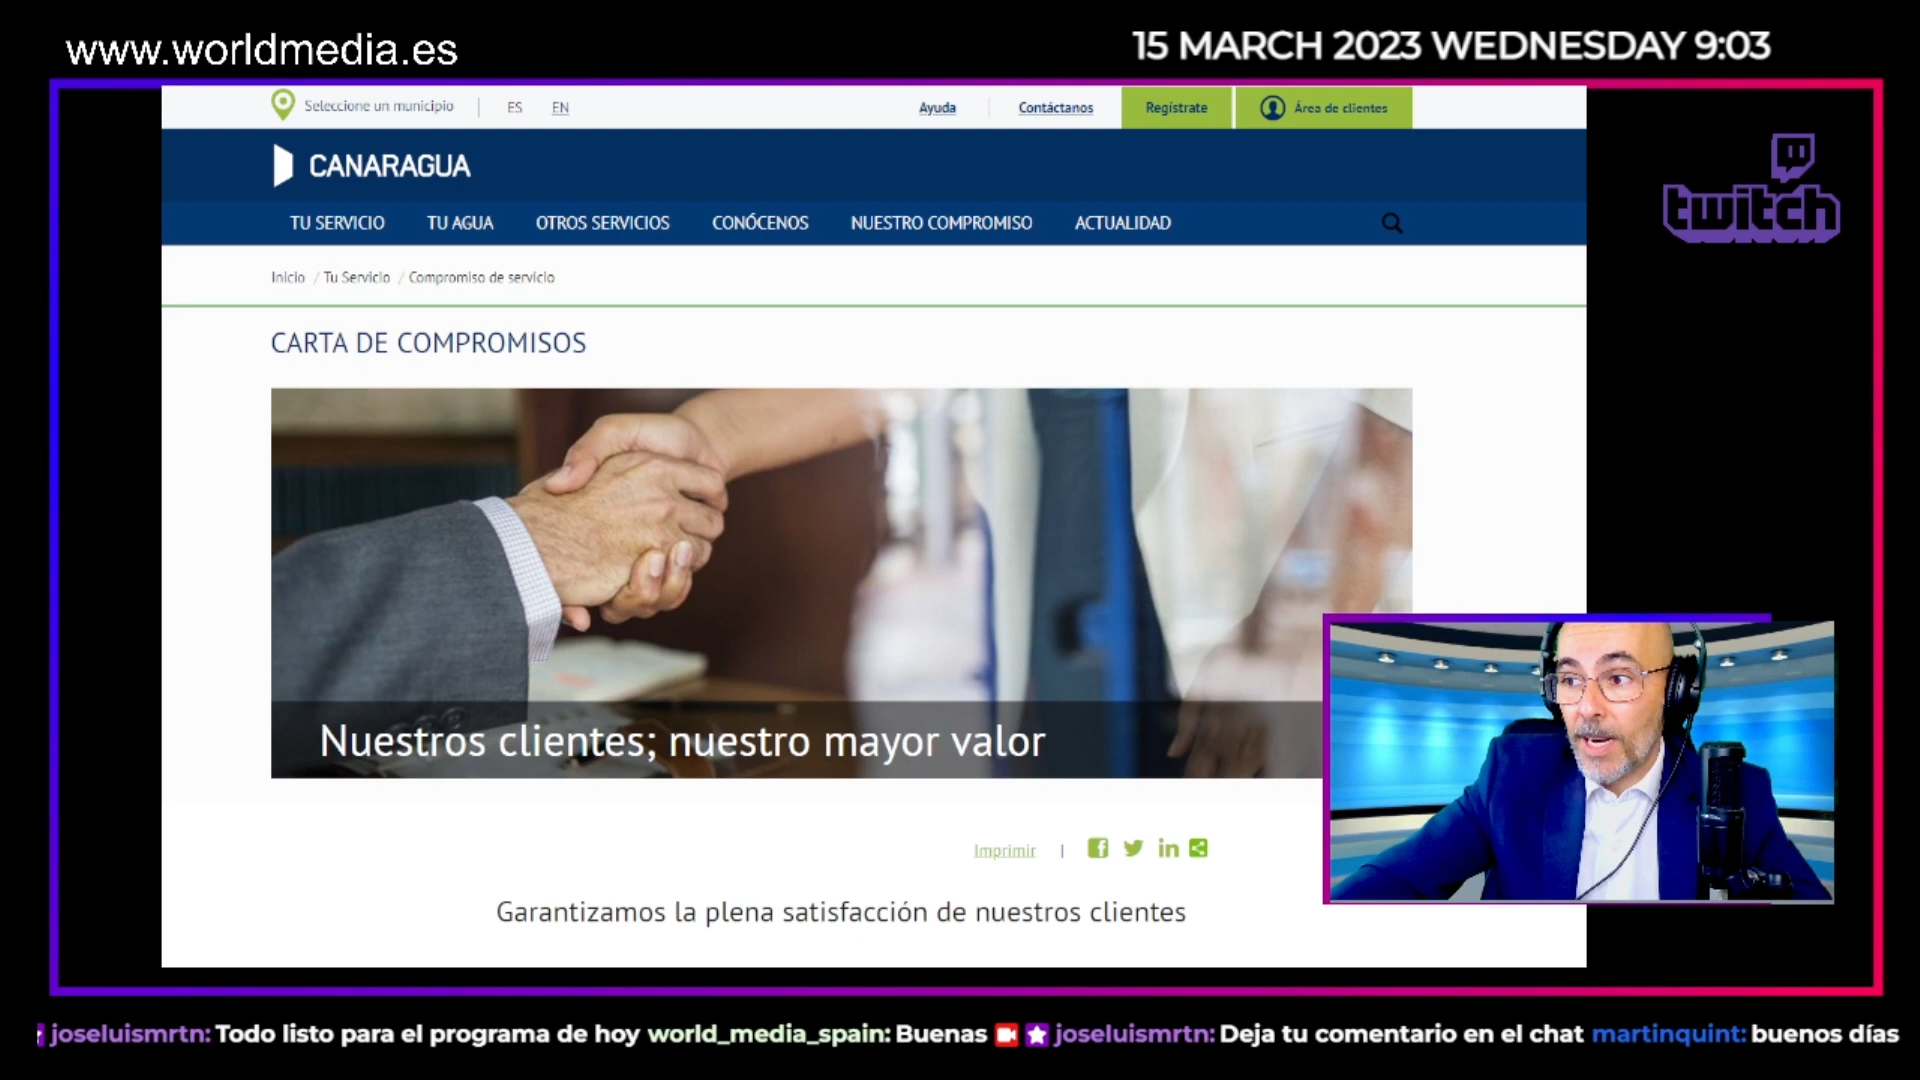 www.worldmedia.es
15 MARCH 2023 WEDNESDAY 9:03
Seleccione un municipio | ES EN
Ayuda Contáctanos Regístrate Área de clientes
CANARAGUA
TU SERVICIO TU AGUA OTROS SERVICIOS CONÓCENOS NUESTRO COMPROMISO ACTUALIDAD
twitch
Inicio / Tu Servicio / Compromiso de servicio
CARTA DE COMPROMISOS
Nuestros clientes; nuestro mayor valor
Imprimir |
Garantizamos la plena satisfacción de nuestros clientes
joseluismrtn: Todo listo para el programa de hoy world_media_spain: Buenas joseluismrtn: Deja tu comentario en el chat martinquint: buenos días